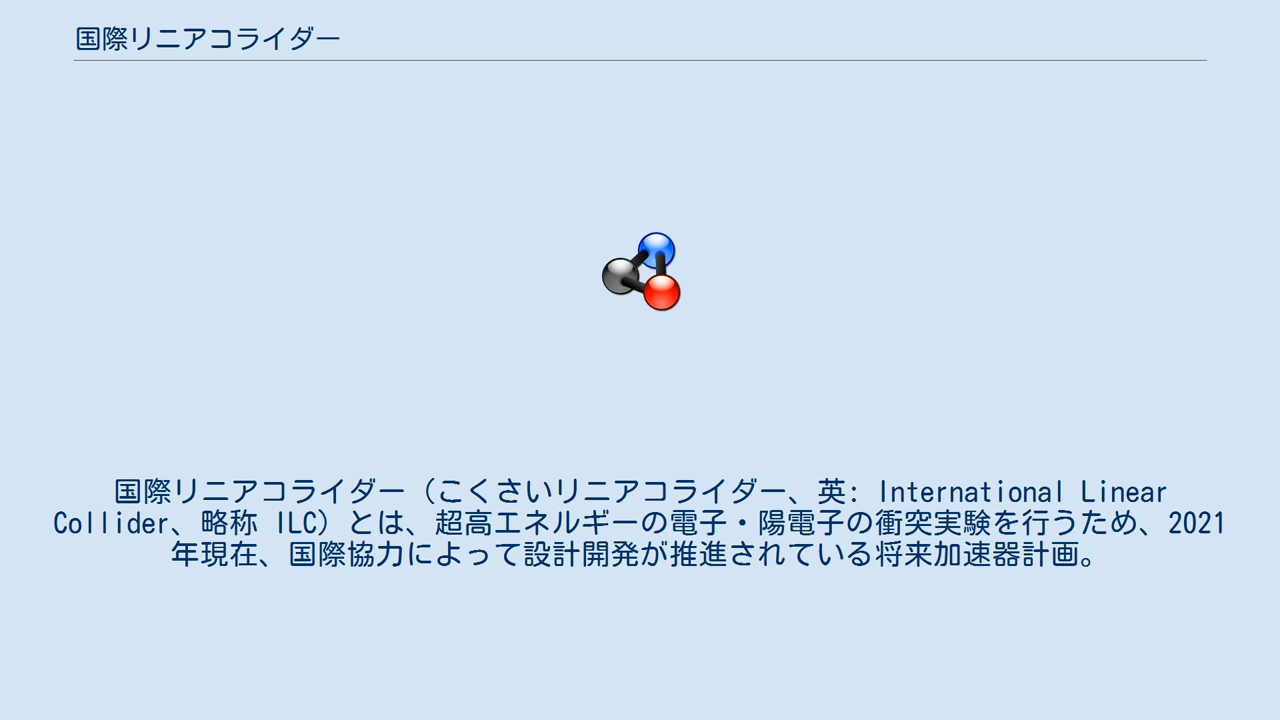 国際リニアコライダー
国際リニアコライダー（こくさいリニアコライダー、英: International Linear
Collider、略称 ILC）とは、超高エネルギーの電子・陽電子の衝突実験を行うため、2021
年現在、国際協力によって設計開発が推進されている将来加速器計画。